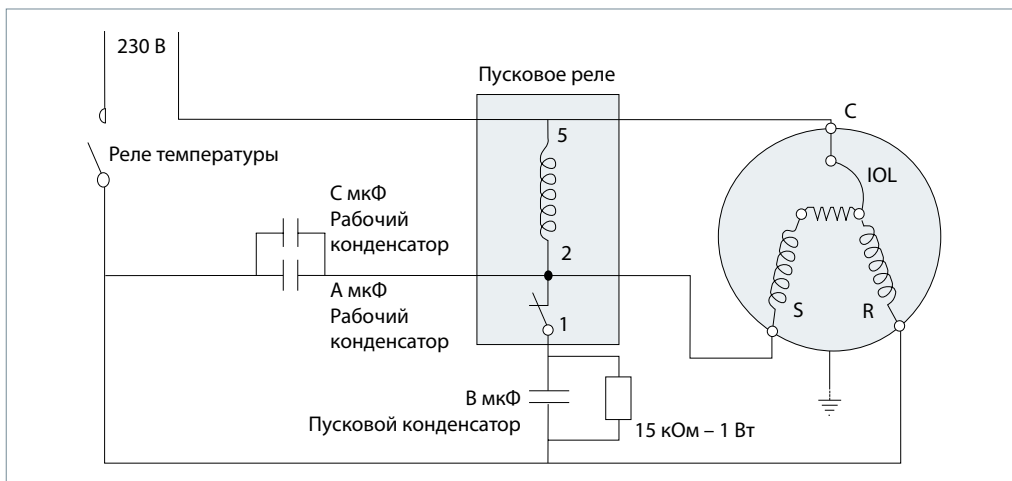 230 В
Пусковое реле
C
5
Реле температуры
IOL
С мкФ
Рабочий
конденсатор
2
А мкФ
Рабочий
конденсатор
S
R
1
В мкФ
Пусковой конденсатор
15 кОм – 1 Вт